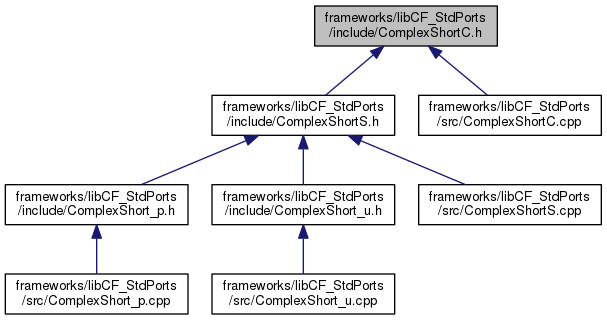 frameworks/libCF_StdPorts
/include/ComplexShortC.h
frameworks/libCF_StdPorts
/include/ComplexShortS.h
frameworks/libCF_StdPorts
/src/ComplexShortC.cpp
frameworks/libCF_StdPorts
/include/ComplexShort_p.h
frameworks/libCF_StdPorts
/include/ComplexShort_u.h
frameworks/libCF_StdPorts
/src/ComplexShortS.cpp
frameworks/libCF_StdPorts
/src/ComplexShort_p.cpp
frameworks/libCF_StdPorts
/src/ComplexShort_u.cpp